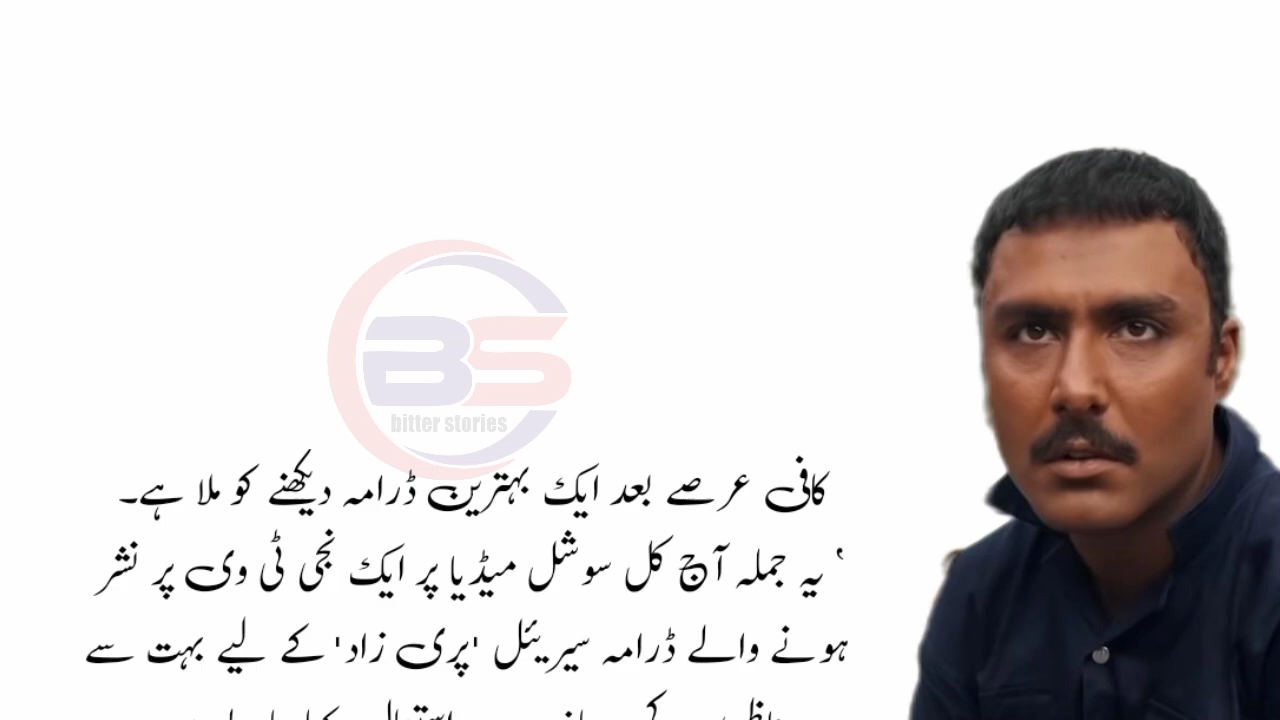 BS
bitter stories
کافی عرصے بعد ایک بہترین ڈرامہ دیکھنے کو ملا ہے۔
‘ یہ جملہ آج کل سوشل میڈیا پر ایک نجی ٹی وی پر نشر
ہونے والے ڈرامہ سیریئل 'پری زاد' کے لیے بہت سے